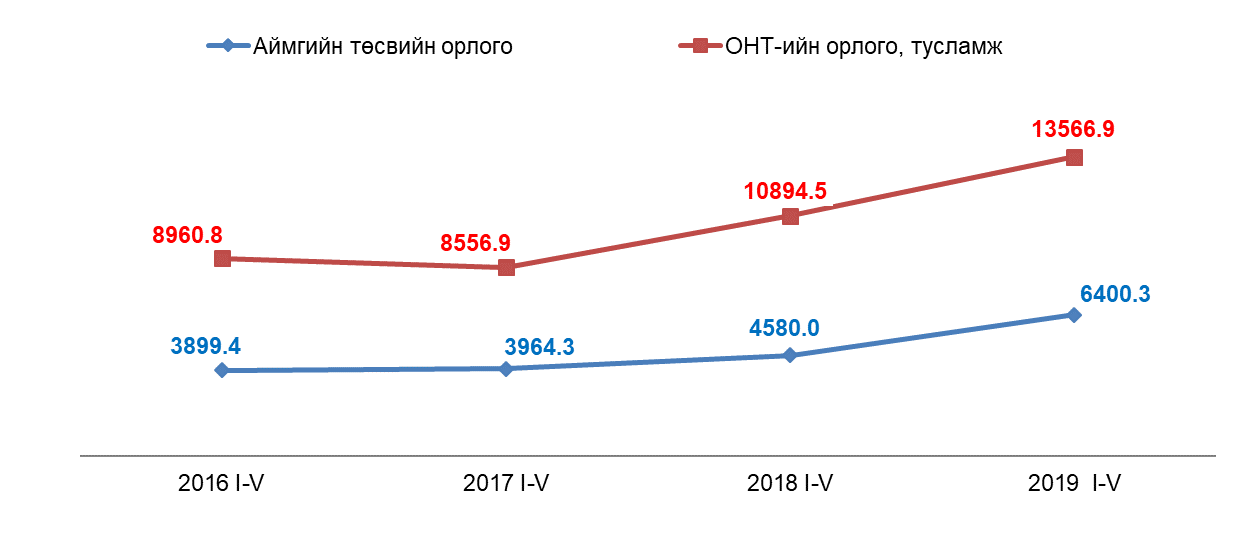 Аймгийн төсвийн орлого
ОНТ-ийн орлого, тусламж
13566.9
10894.5
8960.8
8556.9
6400.3
4580.0
3899.4
3964.3
2016 I-V
2017 I-V
2018 I-V
2019 I-V